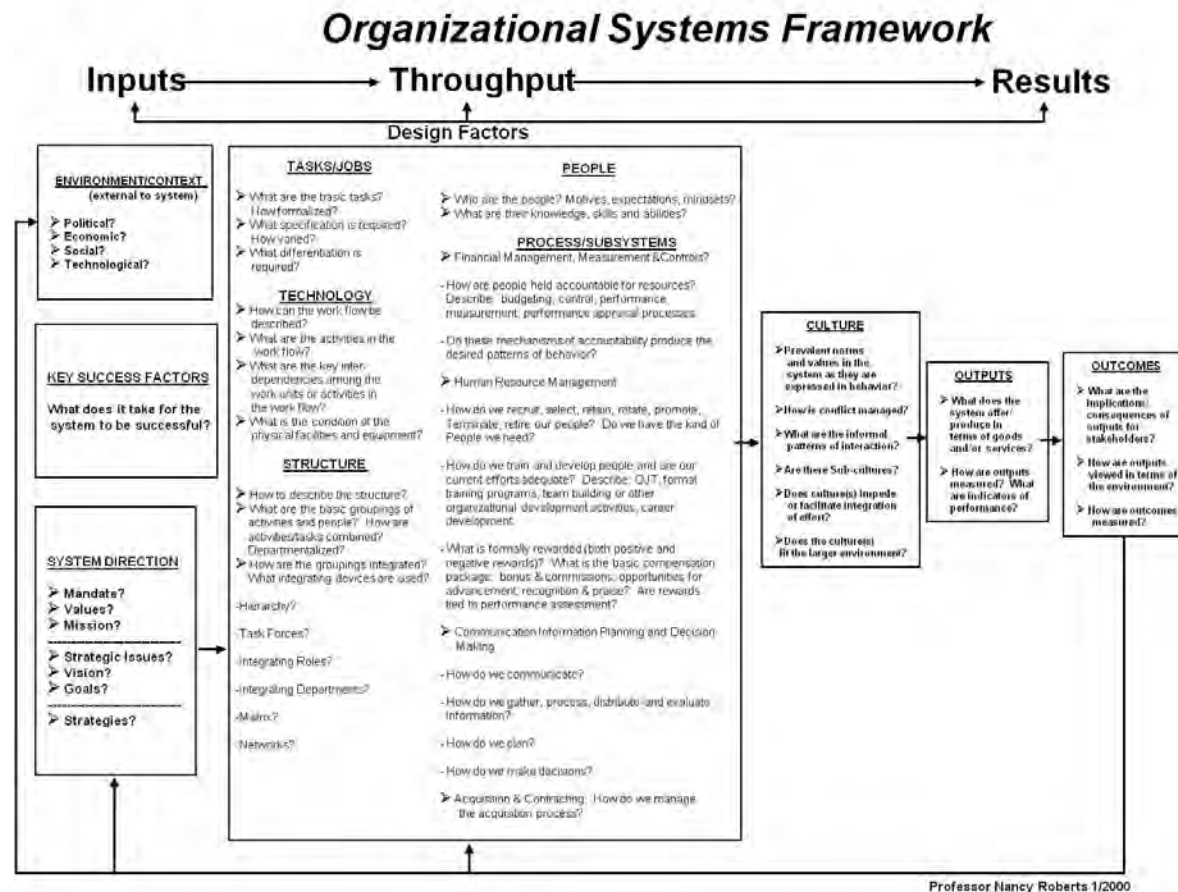 Organizational Systems Framework
Inputs
Throughput
Results
Design Factors
ENVIRONMENT/CONTEXT
(external to system)
➢ Political?
➢ Economic?
➢ Social?
➢ Technological?
KEY SUCCESS FACTORS
What does it take for the
system to be successful?
SYSTEM DIRECTION
➢ Mandate?
➢ Values?
➢ Mission?
➢ Strategic Issues?
➢ Vision?
➢ Goals?
➢ Strategies?
TASKS/JOBS
➢ What are the basic tasks?
How formalized?
➢ What specification is required?
How varied?
➢ What differentiation is
required?
TECHNOLOGY
➢ How can the work flow be
described?
➢ What are the activities in the
work flow?
➢ What are the key inter-
dependencies among the
work units or activities in
the work flow?
➢ What is the condition of the
physical facilities and equipment?
STRUCTURE
➢ How to describe the structure?
➢ What are the basic groupings of
activities and people? How are
activities/tasks combined?
Departmentalized?
➢ How are the groupings integrated?
What integrating devices are used?
-Hierarchy?
-Task Forces?
-Integrating Roles?
-Integrating Departments?
-Matrix?
-Networks?
PEOPLE
➢ Who are the people? Motives, expectations, mindsets?
➢ What are their knowledge, skills and abilities?
PROCESS/SUBSYSTEMS
➢ Financial Management, Measurement &Controls?
- How are people held accountable for resources?
Describe: budgeting, control, performance
measurement, performance appraisal processes.
- Do these mechanisms of accountability produce the
desired patterns of behavior?
➢ Human Resource Management
- How do we recruit, select, retain, rotate, promote,
Terminate, retire our people? Do we have the kind of
People we need?
- How do we train and develop people and are our
current efforts adequate? Describe: OJT, formal
training programs, team building or other
organizational development activities, career
development.
- What is formally rewarded (both positive and
negative rewards)? What is the basic compensation
package: bonus & commissions, opportunities for
advancement, recognition & praise? Are rewards
tied to performance assessment?
➢ Communication Information Planning and Decision
Making
- How do we communicate?
- How do we gather, process, distribute and evaluate
Information?
- How do we plan?
- How do we make decisions?
➢ Acquisition & Contracting: How do we manage
the acquisition process?
CULTURE
➢ Prevalent norms
and values in the
system as they are
expressed in behavior?
➢ How is conflict managed?
➢ What are the informal
patterns of interaction?
➢ Are there Sub-cultures?
➢ Does culture(s) impede
or facilitate integration
of effort?
➢ Does the culture(s)
fit the larger environment?
OUTPUTS
➢ What does the
system offer/
produce in
terms of goods
and/or services?
➢ How are outputs
measured? What
are indicators of
performance?
OUTCOMES
➢ What are the
implications/
consequences of
outputs for
stakeholders?
➢ How are outputs
viewed in terms of
the environment?
➢ How are outcomes
measured?
Professor Nancy Roberts 1/2000